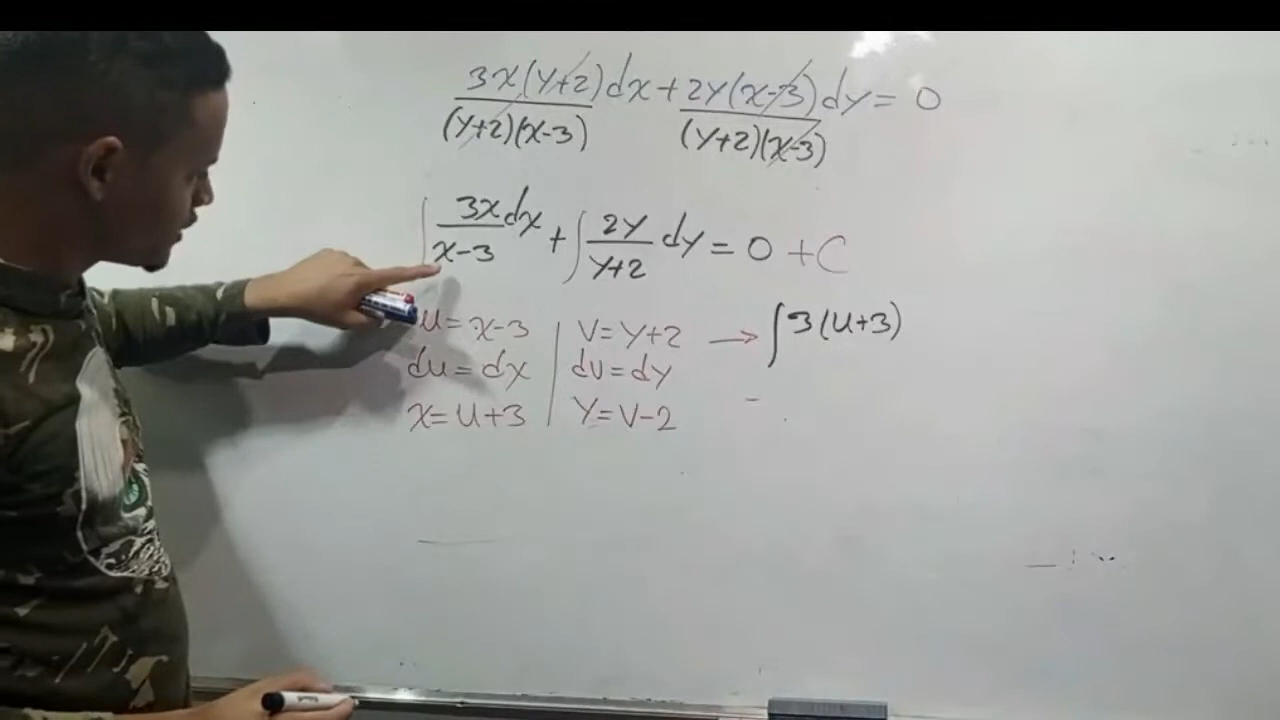 3x(y+2)dx + 2y(x-3)dy = 0
(y+2)(x-3) (y+2)(x-3)
∫ 3x dx / x-3 + ∫ 2y / y+2 dy = 0 + C
u = x-3 | v = y+2 → ∫ 3(u+3)
du = dx | dv = dy
x = u+3 | y = v-2